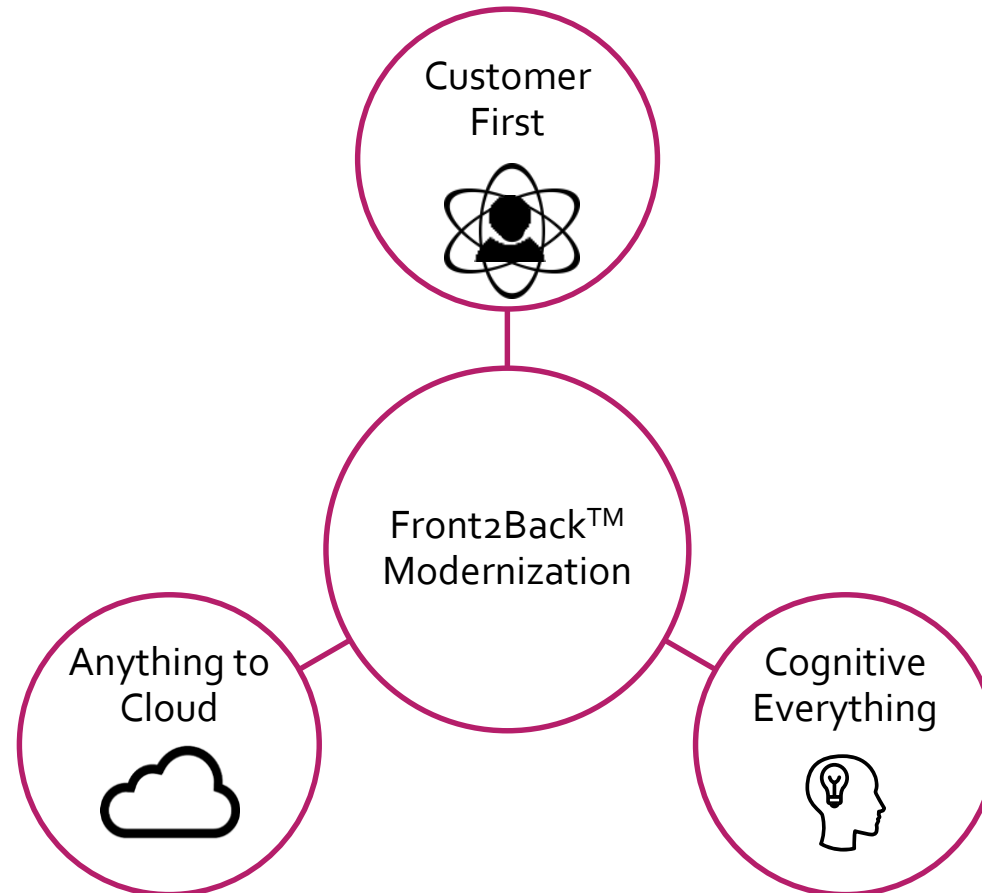 Customer
First
Front2Back™
Modernization
Anything to
Cloud
Cognitive
Everything